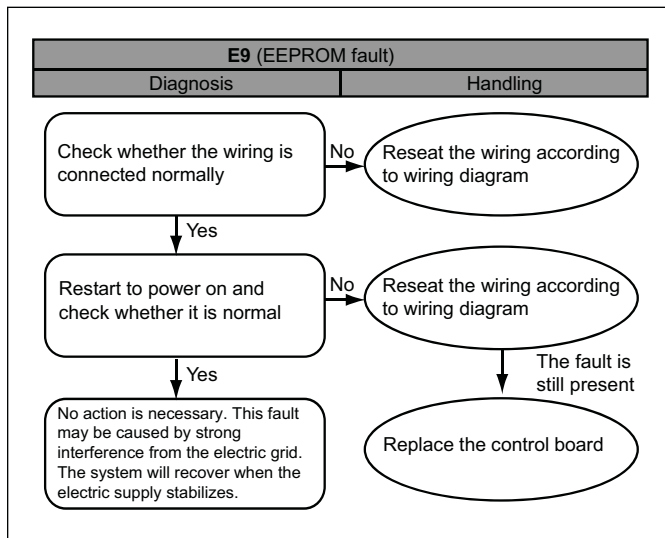 E9 (EEPROM fault)
Diagnosis
Handling
Check whether the wiring is
connected normally
No
Reseat the wiring according
to wiring diagram
Yes
Restart to power on and
check whether it is normal
No
Reseat the wiring according
to wiring diagram
Yes
The fault is
still present
No action is necessary. This fault
may be caused by strong
interference from the electric grid.
The system will recover when the
electric supply stabilizes.
Replace the control board